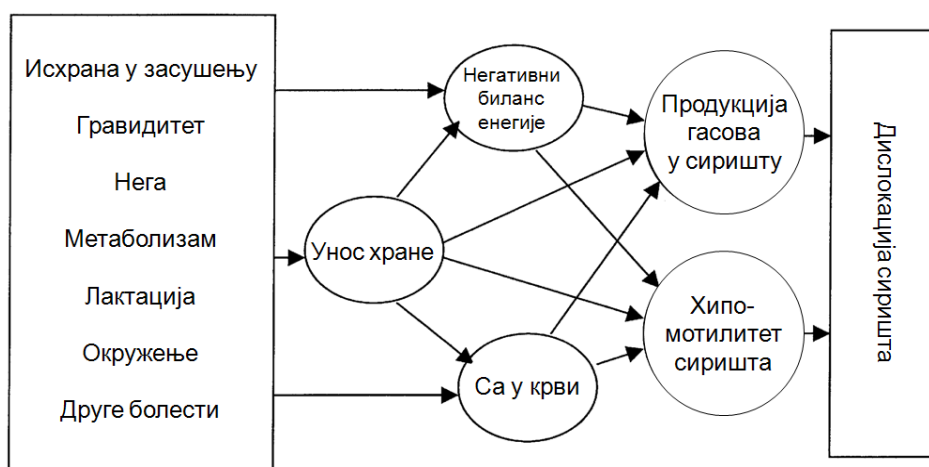 Исхрана у засушењу
Гравидитет
Нега
Метаболизам
Лактација
Окружење
Друге болести
Унос хране
Негативни
биланс
енегије
Са у крви
Продукција
гасова
у сиришту
Хипо-
мотилитет
сиришта
Дислокација сиришта